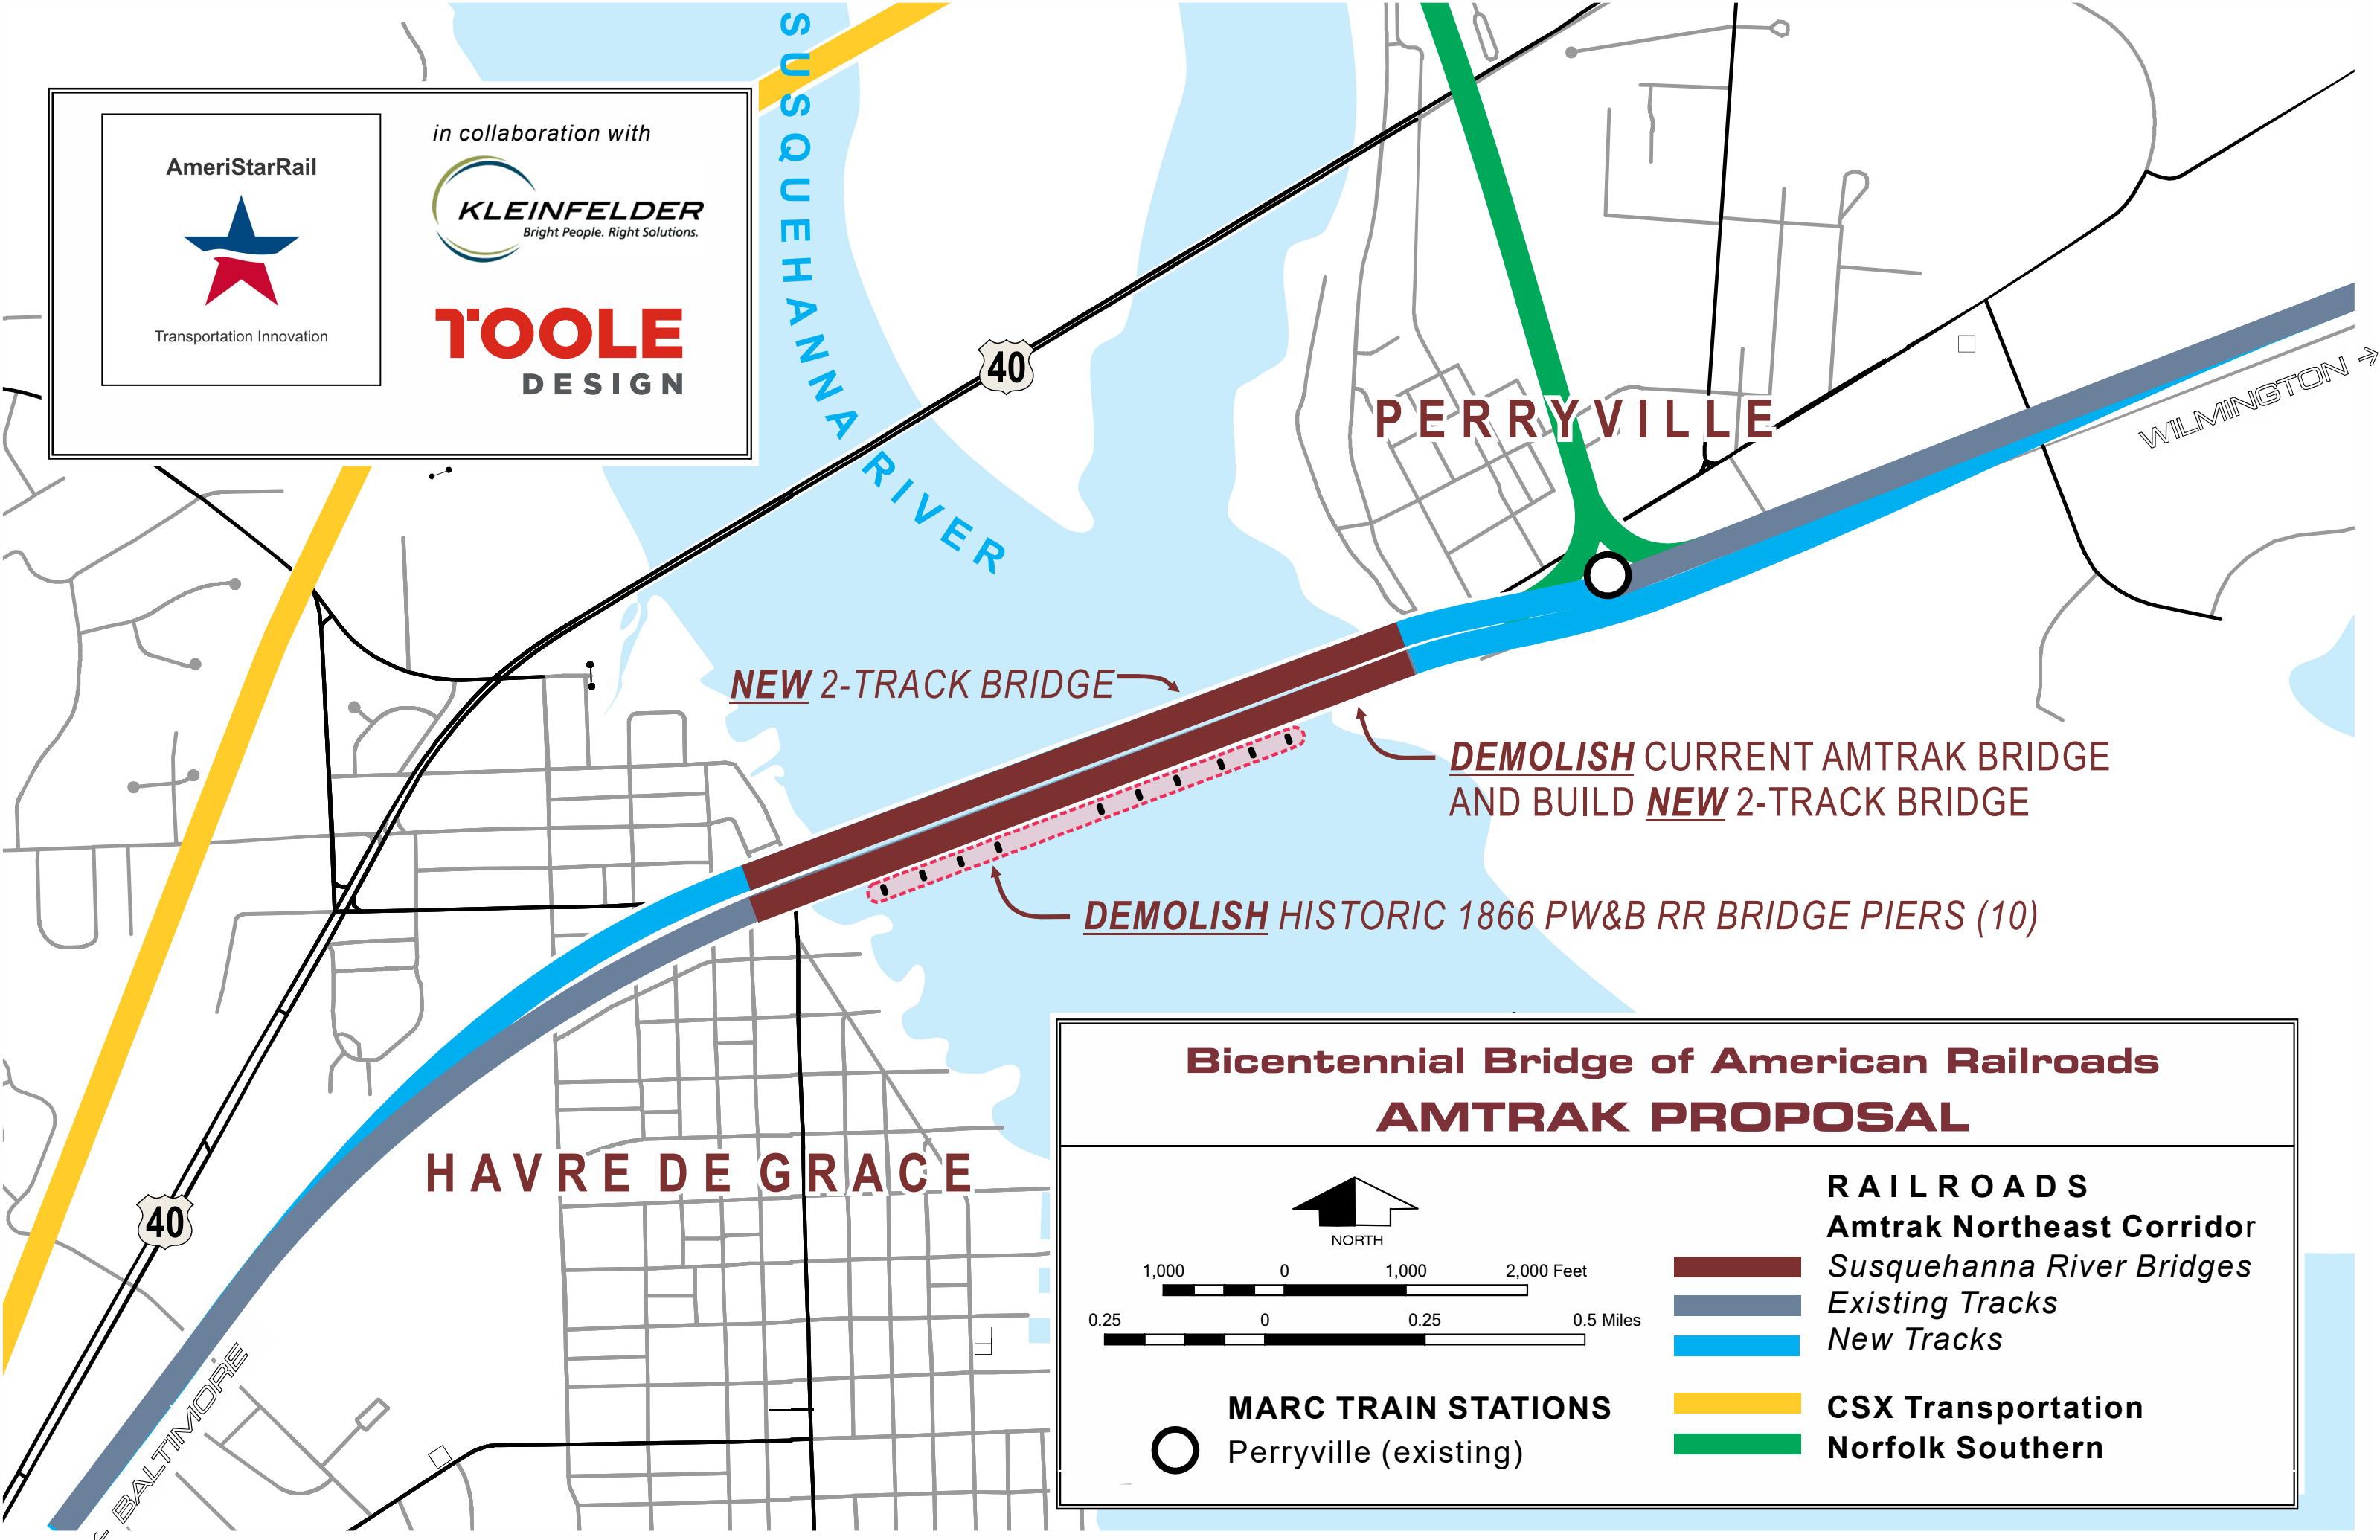 AmeriStarRail
Transportation Innovation
in collaboration with
KLEINFELDER
Bright People. Right Solutions.
TOOLE
DESIGN
SUSQUEHANNA RIVER
40
PERRYVILLE
WILMINGTON →
NEW 2-TRACK BRIDGE
DEMOLISH CURRENT AMTRAK BRIDGE
AND BUILD NEW 2-TRACK BRIDGE
DEMOLISH HISTORIC 1866 PW&B RR BRIDGE PIERS (10)
HAVRE DE GRACE
40
← BALTIMORE
Bicentennial Bridge of American Railroads
AMTRAK PROPOSAL
NORTH
1,000 0 1,000 2,000 Feet
0.25 0 0.25 0.5 Miles
MARC TRAIN STATIONS
Perryville (existing)
RAILROADS
Amtrak Northeast Corridor
Susquehanna River Bridges
Existing Tracks
New Tracks
CSX Transportation
Norfolk Southern